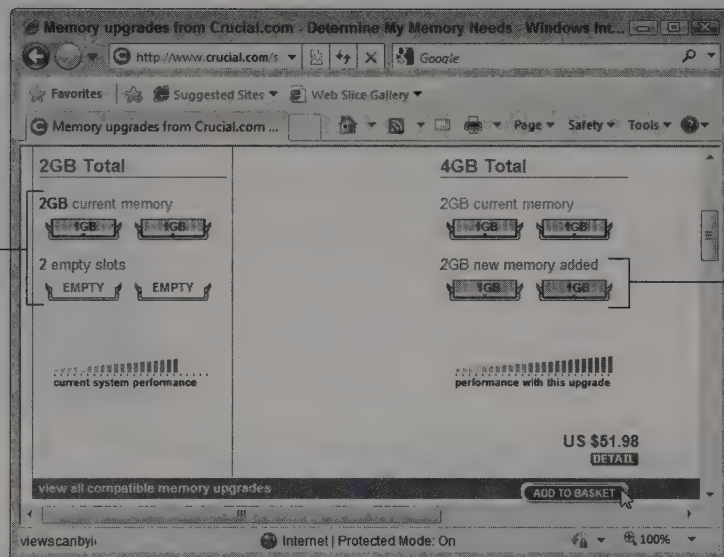 Memory upgrades from Crucial.com - Determine My Memory Needs - Windows Int...
http://www.crucial.com/s
Google
Favorites Suggested Sites Web Slice Gallery
Memory upgrades from Crucial.com ... Page Safety Tools
2GB Total 4GB Total
2GB current memory 2GB current memory
1GB 1GB 1GB 1GB
2 empty slots 2GB new memory added
EMPTY EMPTY 1GB 1GB
current system performance performance with this upgrade
US $51.98
DETAIL
view all compatible memory upgrades ADD TO BASKET
viewscanbyi Internet | Protected Mode: On 100%